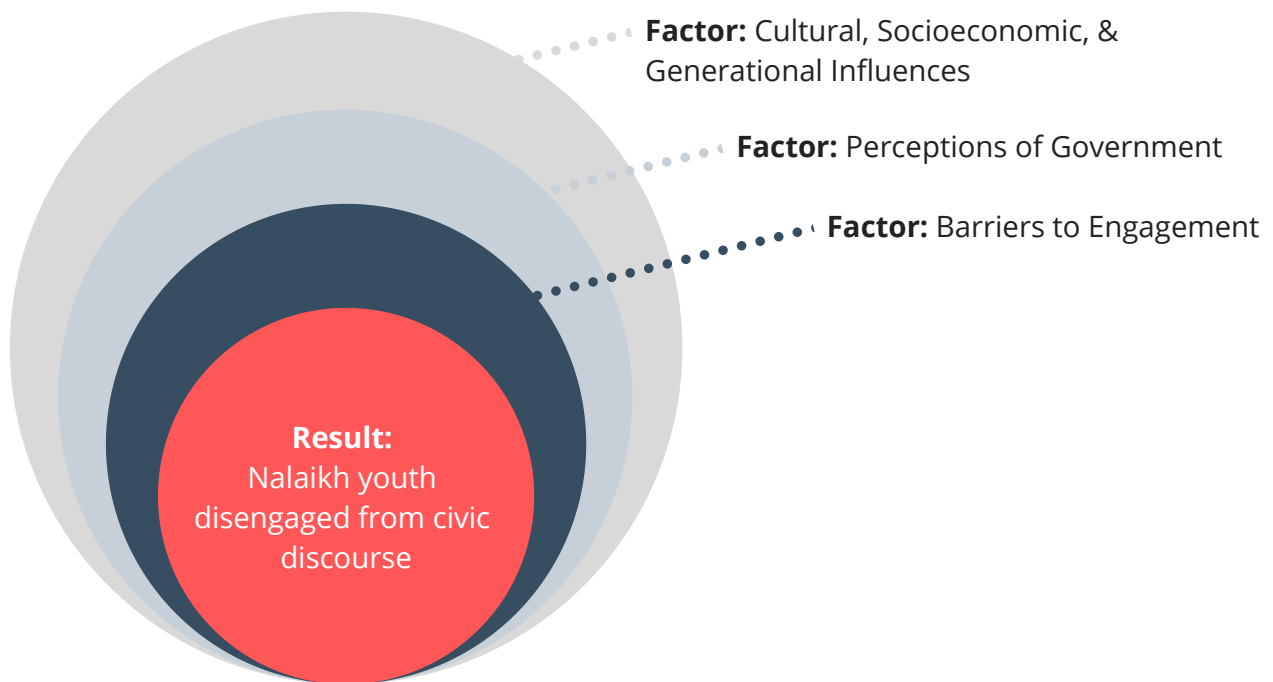 Factor: Cultural, Socioeconomic, &
Generational Influences
Factor: Perceptions of Government
Factor: Barriers to Engagement
Result:
Nalaikh youth
disengaged from civic
discourse